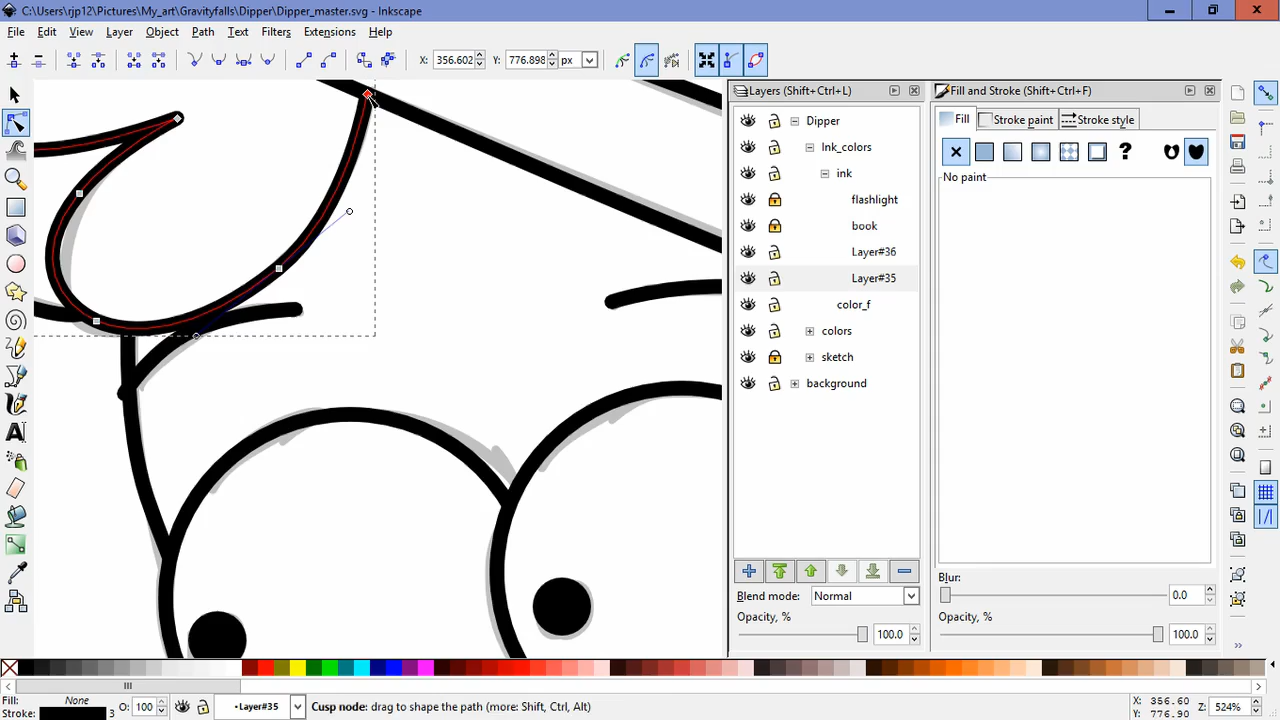 C:\Users\rjp12\Pictures\My_art\Gravityfalls\Dipper\Dipper_master.svg - Inkscape
File Edit View Layer Object Path Text Filters Extensions Help
X: 356.602 Y: 776.898 px
Layers (Shift+Ctrl+L)
Dipper
Ink_colors
ink
flashlight
book
Layer#36
Layer#35
color_f
colors
sketch
background
Blend mode: Normal
Opacity, % 100.0
Fill and Stroke (Shift+Ctrl+F)
Fill Stroke paint Stroke style
No paint
Blur:
0.0
Opacity, %
100.0
Fill: None
Stroke: 3
O: 100
•Layer#35
Cusp node: drag to shape the path (more: Shift, Ctrl, Alt)
X: 356.60
Y: 776.90
Z: 524%